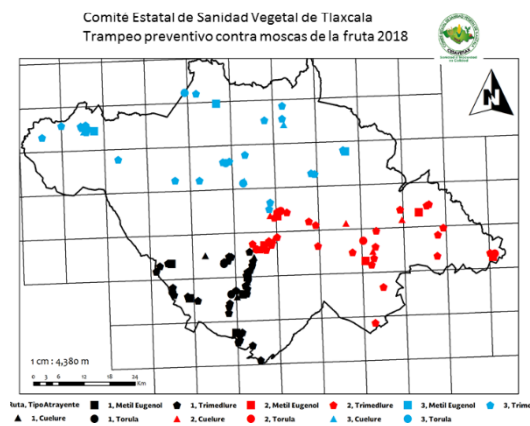 Comité Estatal de Sanidad Vegetal de Tlaxcala
Trampeo preventivo contra moscas de la fruta 2018
N
1 cm : 4,380 m
0 3 6 12 18 24
Km
Ruta, TipoAtrayente 1, Metil Eugenol 1, Trimedlure 2, Metil Eugenol 2, Trimedlure 3, Metil Eugenol 3, Trime
1, Cuelure 1, Torula 2, Cuelure 2, Torula 3, Cuelure 3, Torula